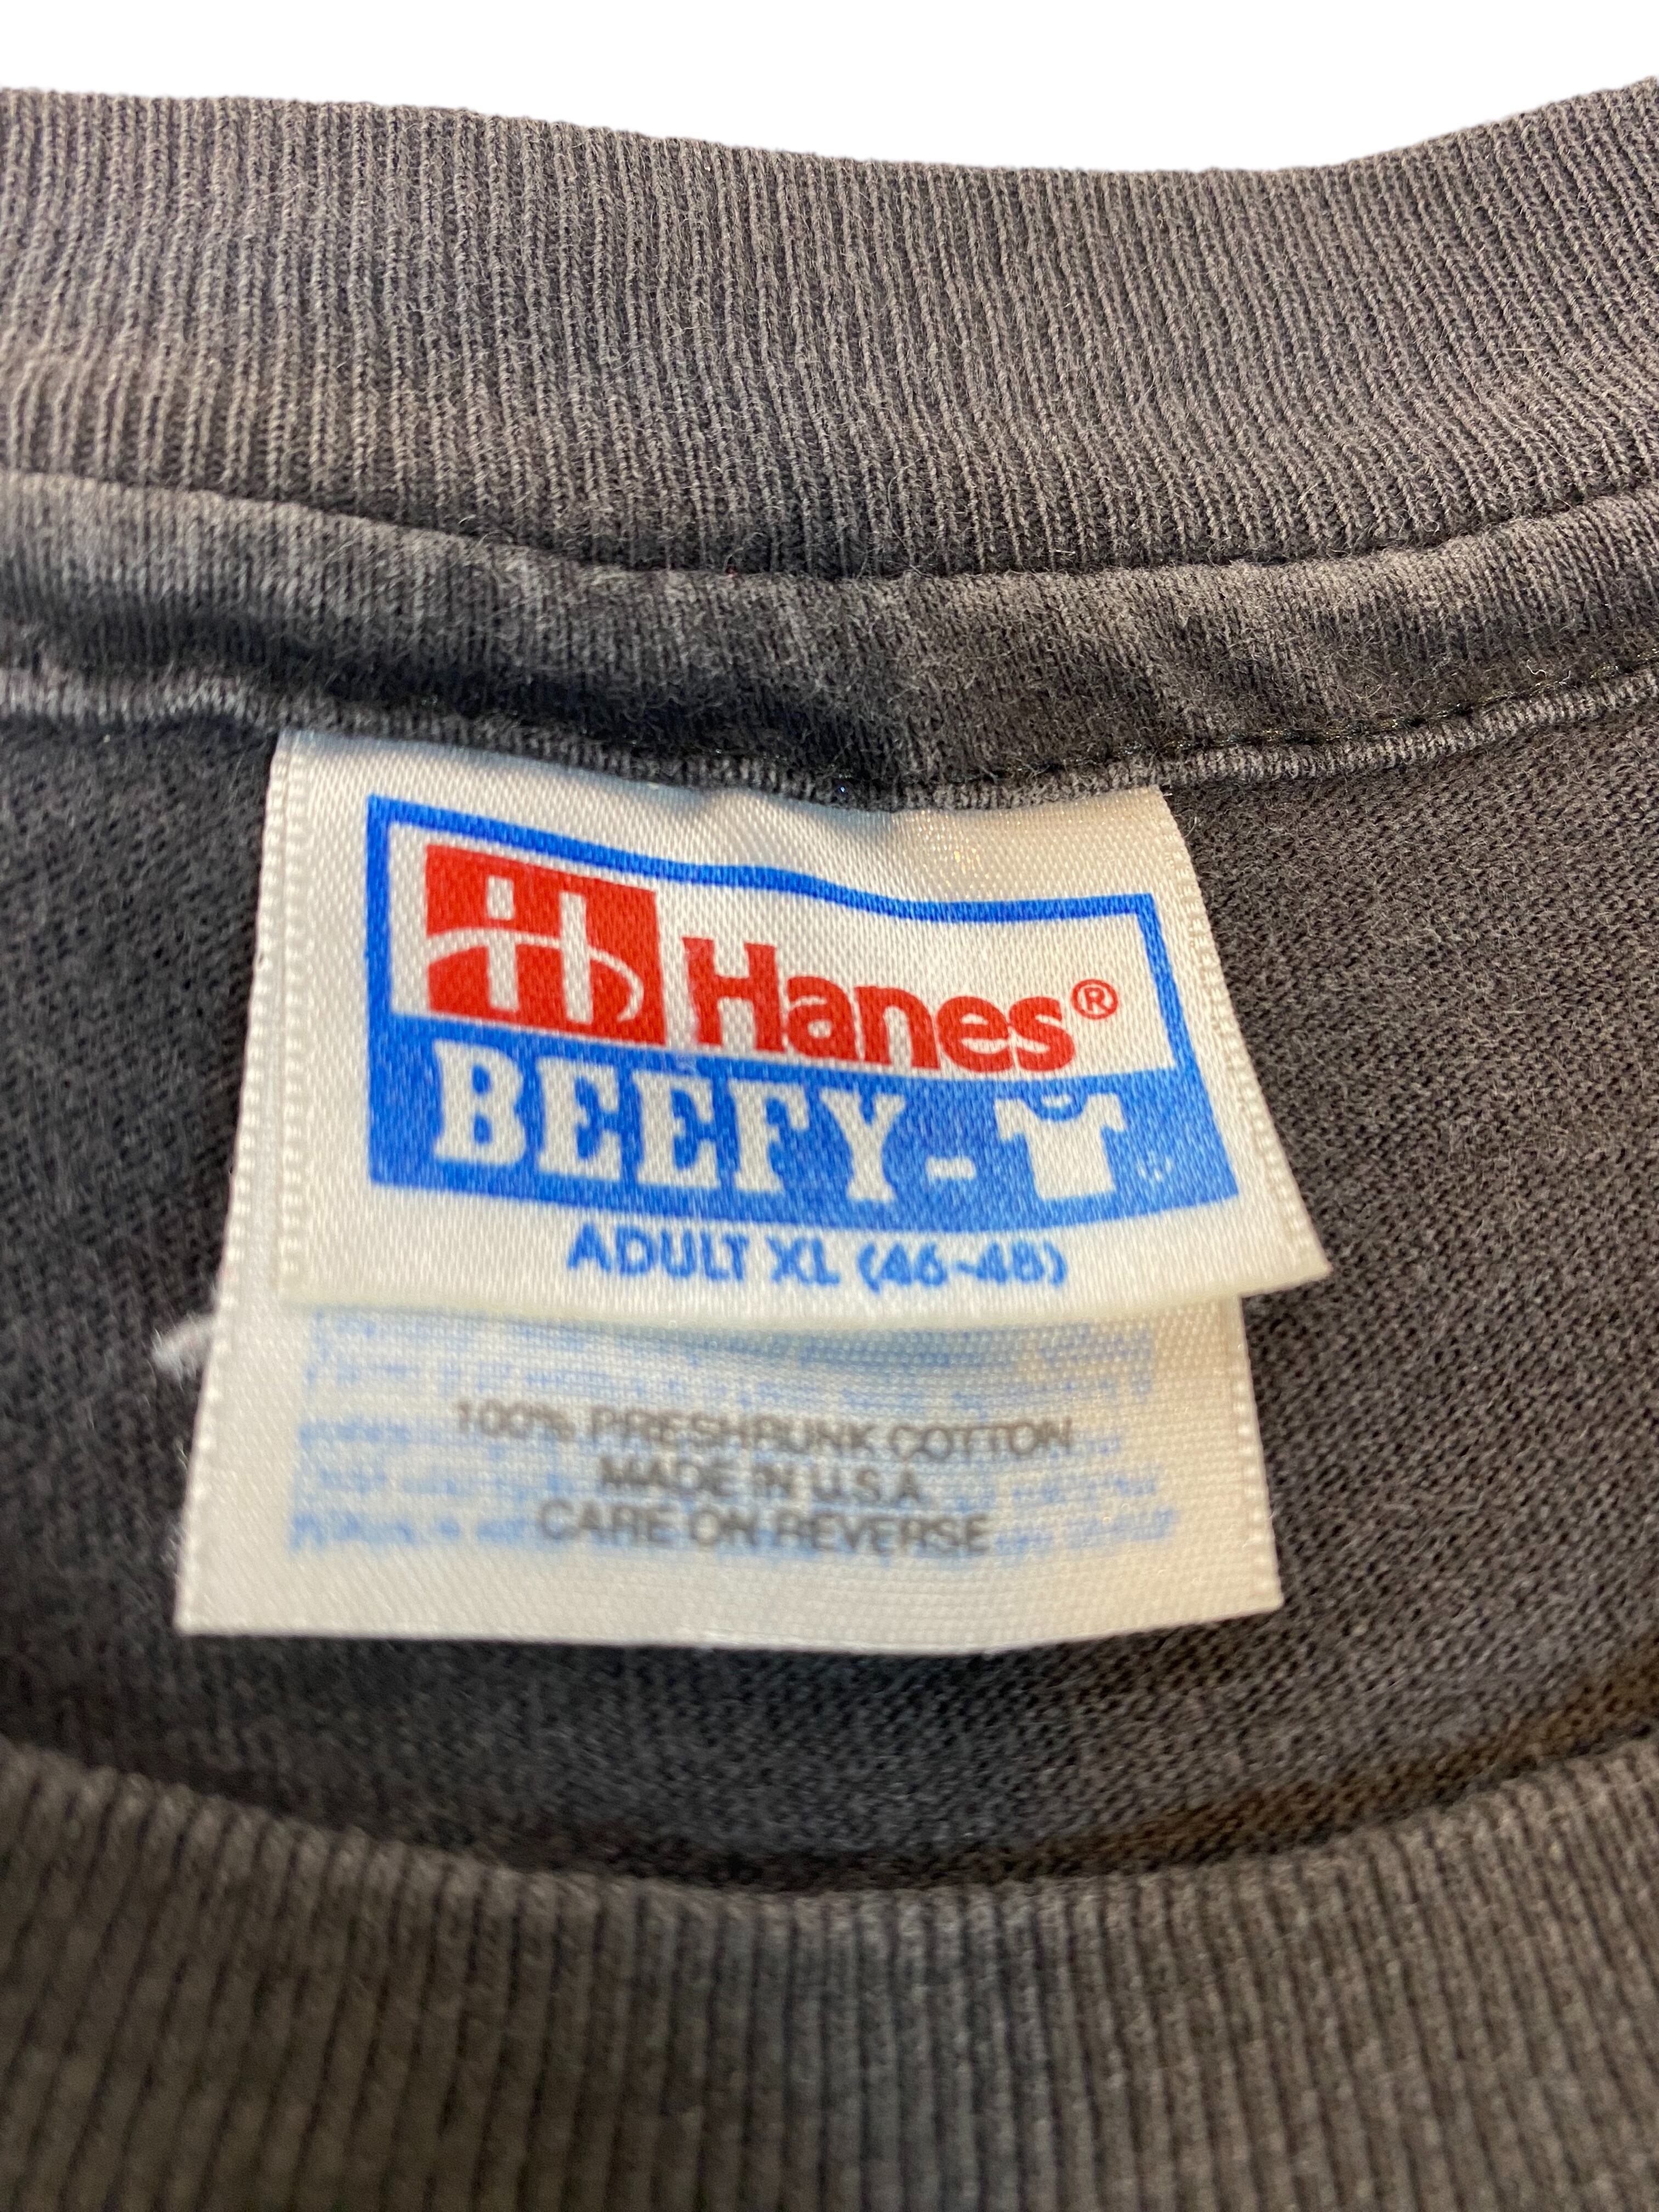 Hanes®
BEEFY-
ADULT XL (46-48)
100% PRESHRUNK COTTON
MADE IN U.S.A.
CARE ON REVERSE